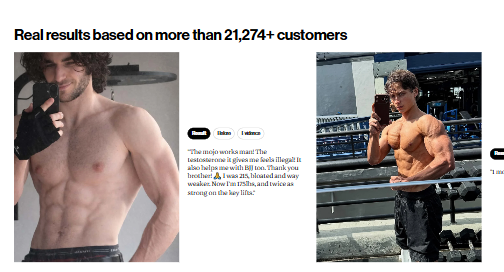 Real results based on more than 21,274+ customers
Result Before Evidence
"The mojo works man! The
testosterone it gives me feels illegal! It
also helps me with BJJ too. Thank you
brother! 🙏 I was 215, bloated and way
weaker. Now I'm 175lbs, and twice as
strong on the key lifts."
"I mo